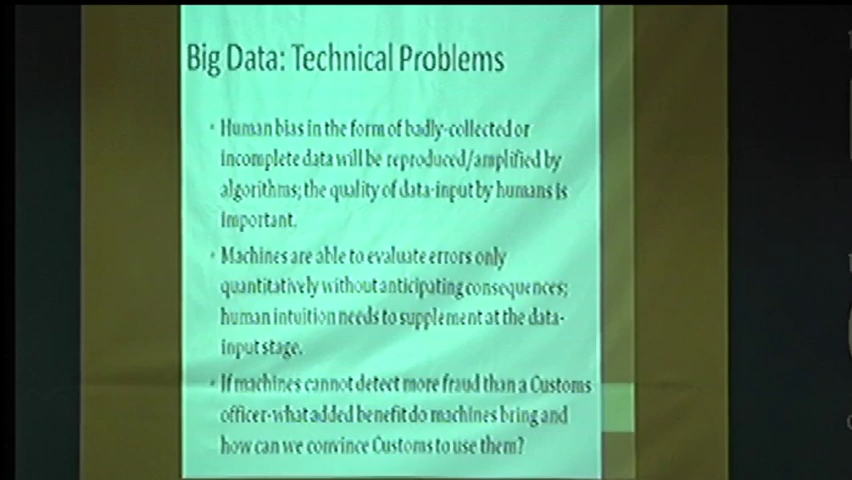 Big Data: Technical Problems
• Human bias in the form of badly-collected or
incomplete data will be reproduced/amplified by
algorithms; the quality of data-input by humans is
important.
• Machines are able to evaluate errors only
quantitatively without anticipating consequences;
human intuition needs to supplement at the data-
input stage.
• If machines cannot detect more fraud than a Customs
officer-what added benefit do machines bring and
how can we convince Customs to use them?